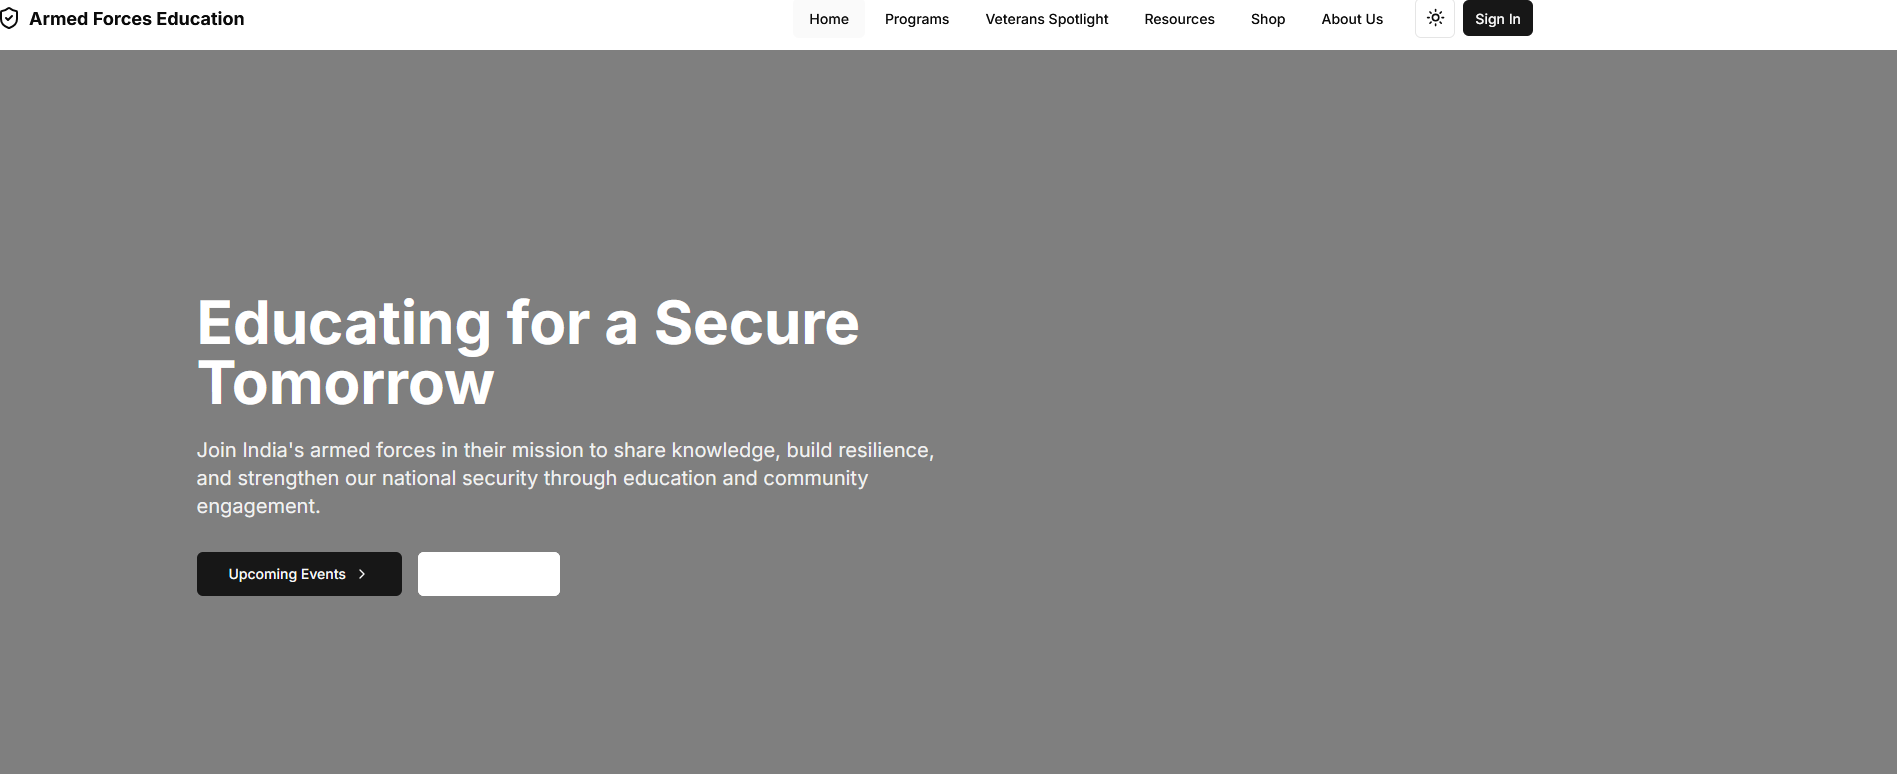 Armed Forces Education
Home Programs Veterans Spotlight Resources Shop About Us Sign In
Educating for a Secure
Tomorrow
Join India's armed forces in their mission to share knowledge, build resilience,
and strengthen our national security through education and community
engagement.
Upcoming Events